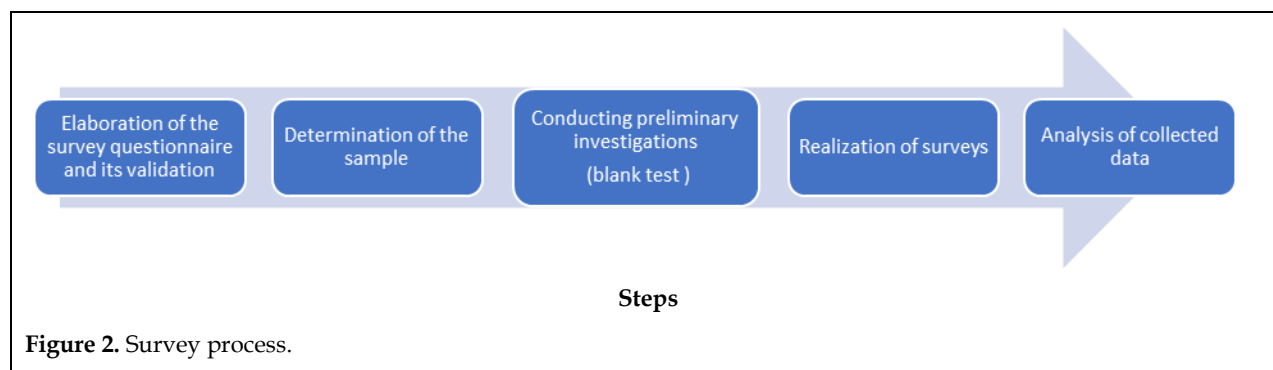 Elaboration of the
survey questionnaire
and its validation
Determination of the
sample
Conducting preliminary
investigations
(blank test )
Realization of surveys
Analysis of collected
data
Steps
Figure 2. Survey process.